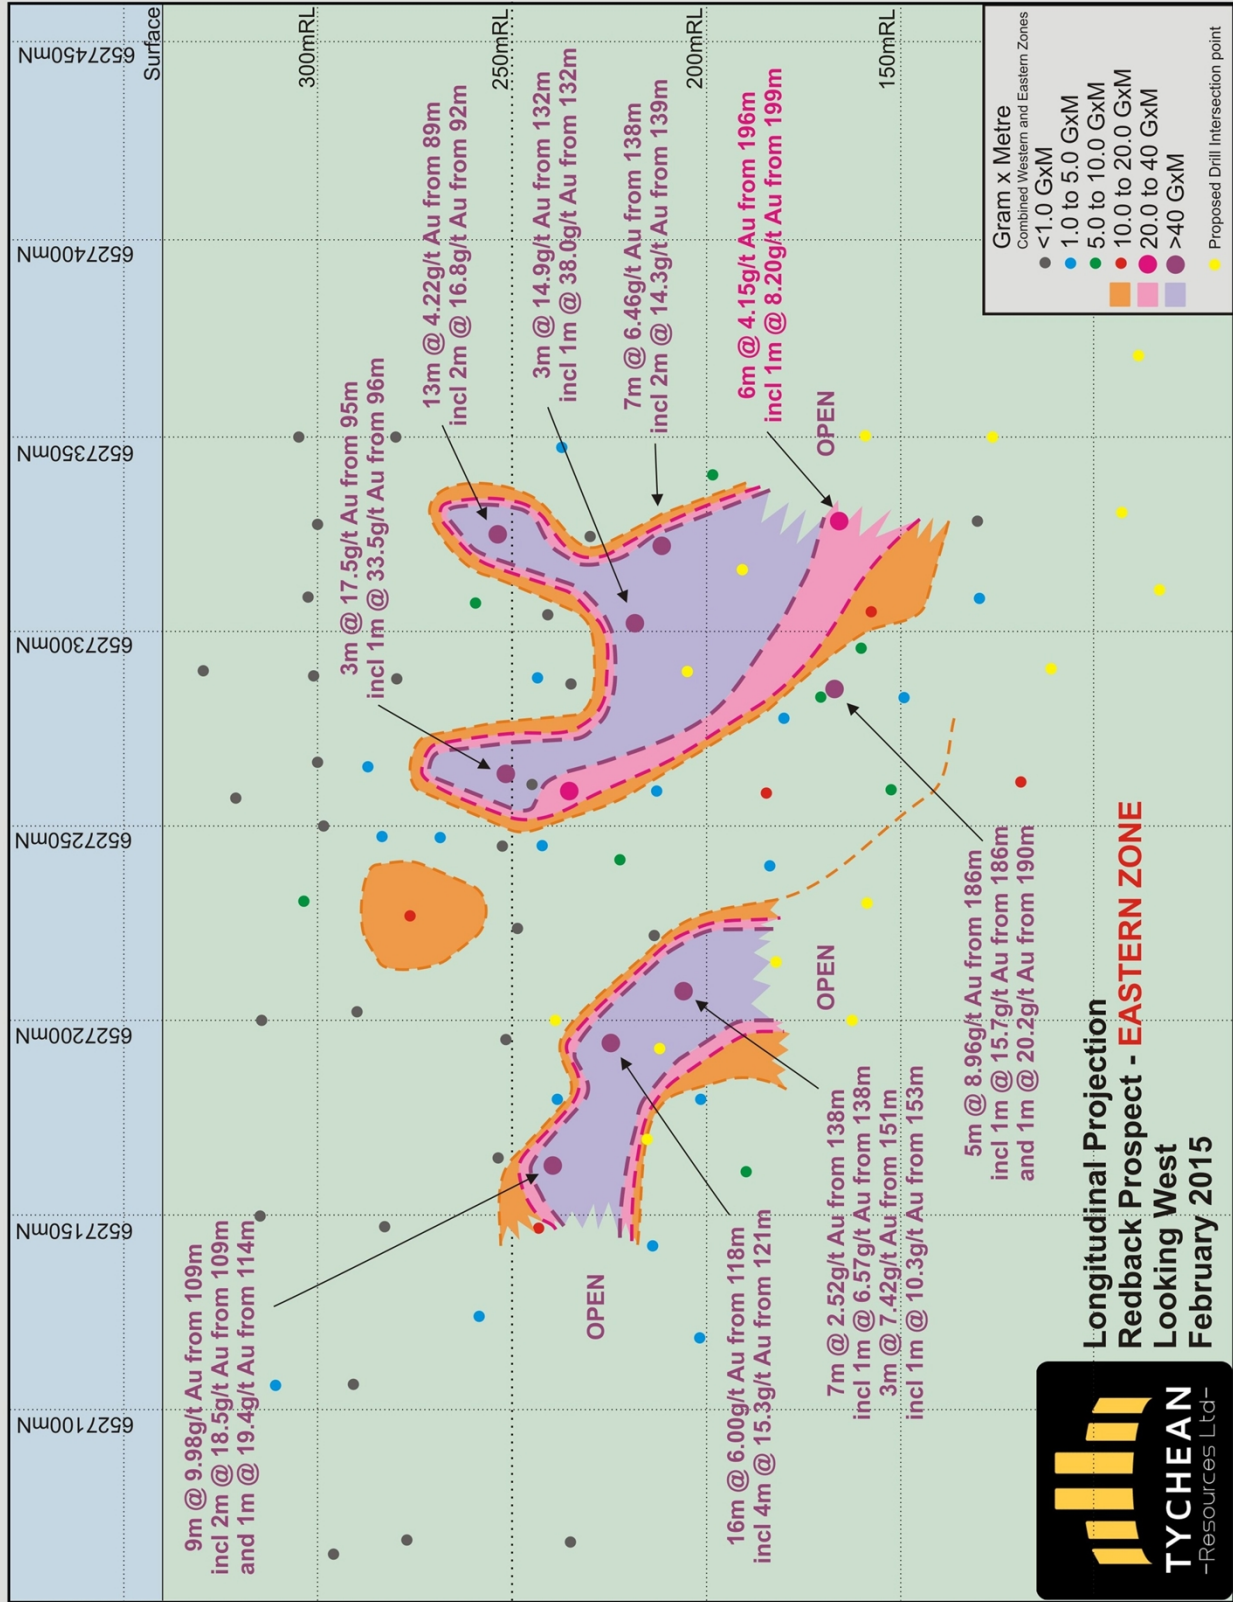 6527100mN
6527150mN
6527200mN
6527250mN
6527300mN
6527350mN
6527400mN
6527450mN
Surface
300mRL
250mRL
200mRL
150mRL
9m @ 9.98g/t Au from 109m
incl 2m @ 18.5g/t Au from 109m
and 1m @ 19.4g/t Au from 114m
3m @ 17.5g/t Au from 95m
incl 1m @ 33.5g/t Au from 96m
13m @ 4.22g/t Au from 89m
incl 2m @ 16.8g/t Au from 92m
3m @ 14.9g/t Au from 132m
incl 1m @ 38.0g/t Au from 132m
7m @ 6.46g/t Au from 138m
incl 2m @ 14.3g/t Au from 139m
6m @ 4.15g/t Au from 196m
incl 1m @ 8.20g/t Au from 199m
OPEN
OPEN
OPEN
16m @ 6.00g/t Au from 118m
incl 4m @ 15.3g/t Au from 121m
7m @ 2.52g/t Au from 138m
incl 1m @ 6.57g/t Au from 138m
3m @ 7.42g/t Au from 151m
incl 1m @ 10.3g/t Au from 153m
5m @ 8.96g/t Au from 186m
incl 1m @ 15.7g/t Au from 186m
and 1m @ 20.2g/t Au from 190m
TYCHEAN
-Resources Ltd-
Longitudinal Projection
Redback Prospect - EASTERN ZONE
Looking West
February 2015
Gram x Metre
Combined Western and Eastern Zones
<1.0 GxM
1.0 to 5.0 GxM
5.0 to 10.0 GxM
10.0 to 20.0 GxM
20.0 to 40 GxM
>40 GxM
Proposed Drill Intersection point